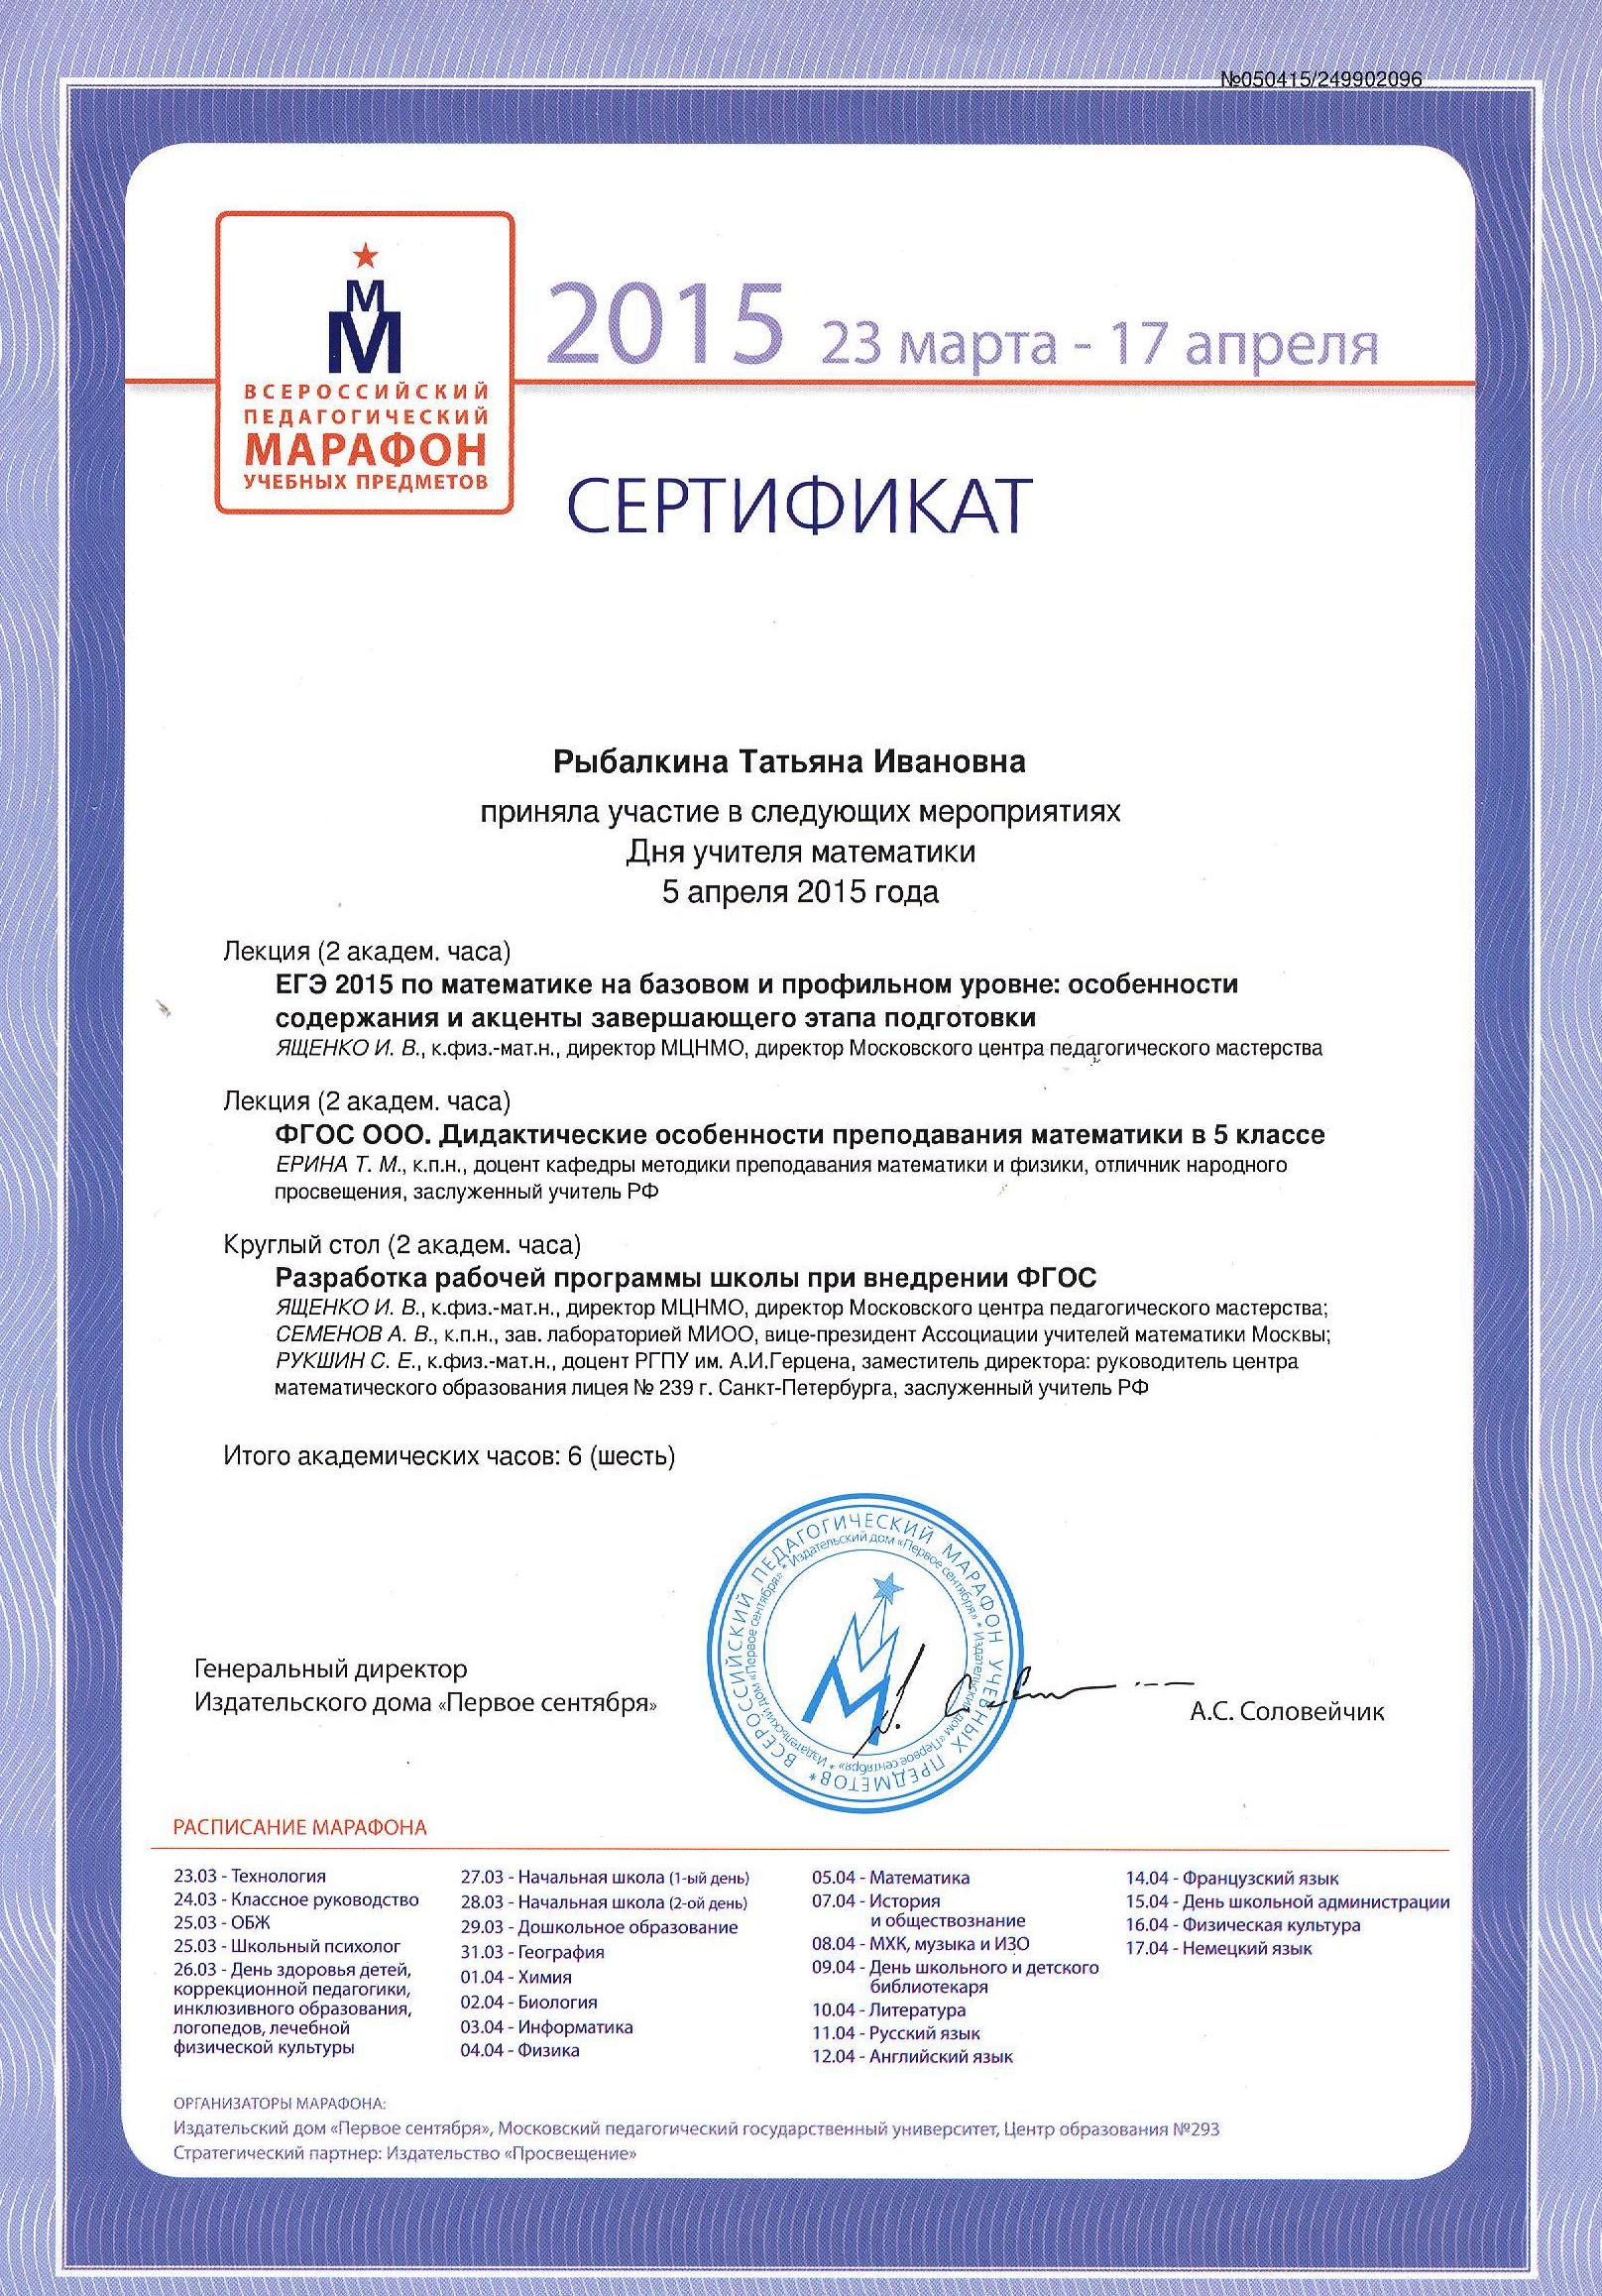 №050415/249902096
М
М
ВСЕРОССИЙСКИЙ
ПЕДАГОГИЧЕСКИЙ
МАРАФОН
УЧЕБНЫХ ПРЕДМЕТОВ
2015 23 марта - 17 апреля
СЕРТИФИКАТ
Рыбалкина Татьяна Ивановна
приняла участие в следующих мероприятиях
Дня учителя математики
5 апреля 2015 года
Лекция (2 академ. часа)
ЕГЭ 2015 по математике на базовом и профильном уровне: особенности
содержания и акценты завершающего этапа подготовки
ЯЩЕНКО И. В., к.физ.-мат.н., директор МЦНМО, директор Московского центра педагогического мастерства
Лекция (2 академ. часа)
ФГОС ООО. Дидактические особенности преподавания математики в 5 классе
ЕРИНА Т. М., к.п.н., доцент кафедры методики преподавания математики и физики, отличник народного
просвещения, заслуженный учитель РФ
Круглый стол (2 академ. часа)
Разработка рабочей программы школы при внедрении ФГОС
ЯЩЕНКО И. В., к.физ.-мат.н., директор МЦНМО, директор Московского центра педагогического мастерства;
СЕМЕНОВ А. В., к.п.н., зав. лабораторией МИОО, вице-президент Ассоциации учителей математики Москвы;
РУКШИН С. Е., к.физ.-мат.н., доцент РГПУ им. А.И.Герцена, заместитель директора: руководитель центра
математического образования лицея № 239 г. Санкт-Петербурга, заслуженный учитель РФ
Итого академических часов: 6 (шесть)
ВСЕРОССИЙСКИЙ ПЕДАГОГИЧЕСКИЙ МАРАФОН УЧЕБНЫХ ПРЕДМЕТОВ*
Издательский дом «Первое сентября» * Издательский дом «Первое сентября» * Издательский дом «Первое сентября» *
Генеральный директор
Издательского дома «Первое сентября»
А.С. Соловейчик
РАСПИСАНИЕ МАРАФОНА
23.03 - Технология
24.03 - Классное руководство
25.03 - ОБЖ
25.03 - Школьный психолог
26.03 - День здоровья детей,
коррекционной педагогики,
инклюзивного образования,
логопедов, лечебной
физической культуры
27.03 - Начальная школа (1-ый день)
28.03 - Начальная школа (2-ой день)
29.03 - Дошкольное образование
31.03 - География
01.04 - Химия
02.04 - Биология
03.04 - Информатика
04.04 - Физика
05.04 - Математика
07.04 - История
и обществознание
08.04 - МХК, музыка и ИЗО
09.04 - День школьного и детского
библиотекаря
10.04 - Литература
11.04 - Русский язык
12.04 - Английский язык
14.04 - Французский язык
15.04 - День школьной администрации
16.04 - Физическая культура
17.04 - Немецкий язык
ОРГАНИЗАТОРЫ МАРАФОНА:
Издательский дом «Первое сентября», Московский педагогический государственный университет, Центр образования №293
Стратегический партнер: Издательство «Просвещение»